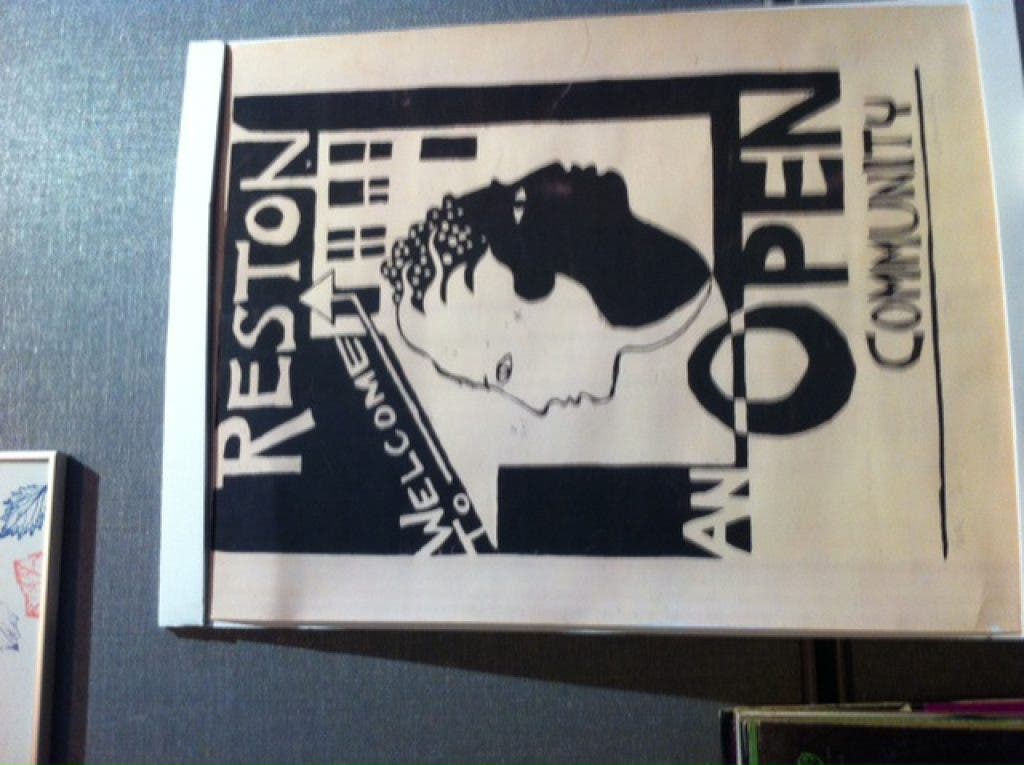 RESTON
WELCOME
TO
AN OPEN
COMMUNITY